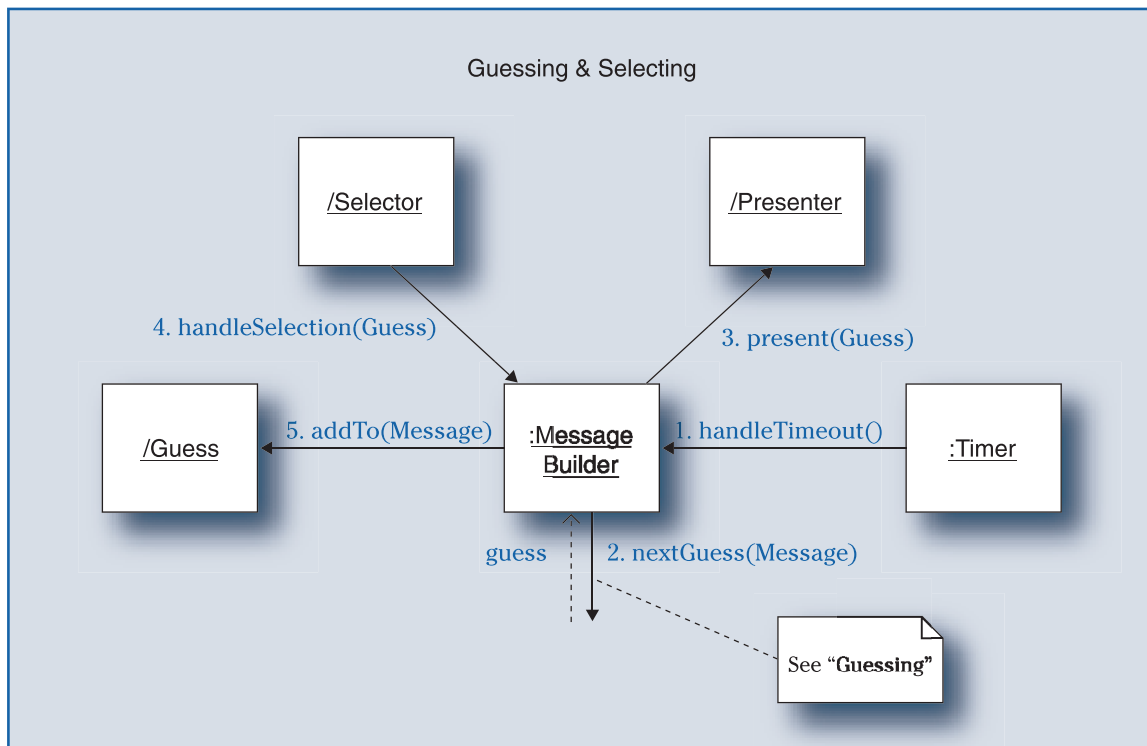 Guessing & Selecting
/Selector
/Presenter
4. handleSelection(Guess)
3. present(Guess)
/Guess
5. addTo(Message)
:Message
Builder
1. handleTimeout()
:Timer
guess
2. nextGuess(Message)
See “Guessing”